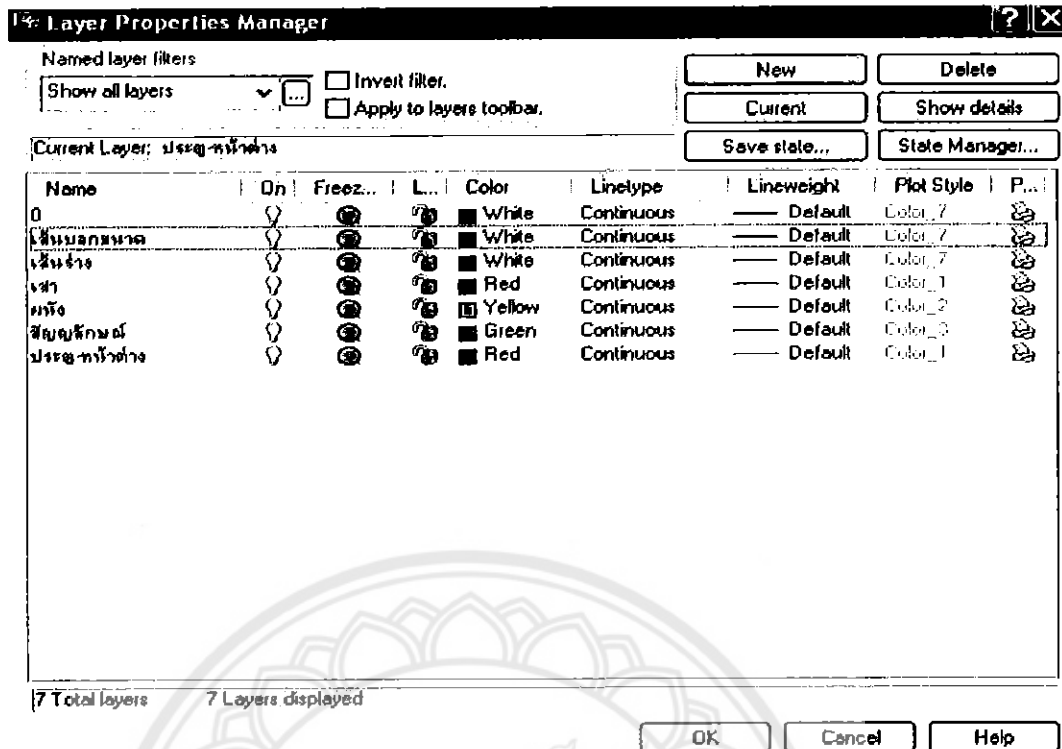 Layer Properties Manager
Named layer filters
Show all layers
...
Invert filter.
Apply to layers toolbar.
New
Delete
Current
Show details
Save state...
State Manager...
Current Layer: ประตู-หน้าต่าง
Name On Freez... L... Color Linetype Lineweight Plot Style P...
0 White Continuous Default Color_7
เส้นบอกขนาด White Continuous Default Color_7
เส้นร่าง White Continuous Default Color_7
เสา Red Continuous Default Color_1
ผนัง Yellow Continuous Default Color_2
สัญญลักษณ์ Green Continuous Default Color_3
ประตู-หน้าต่าง Red Continuous Default Color_1
7 Total layers 7 Layers displayed
OK Cancel Help